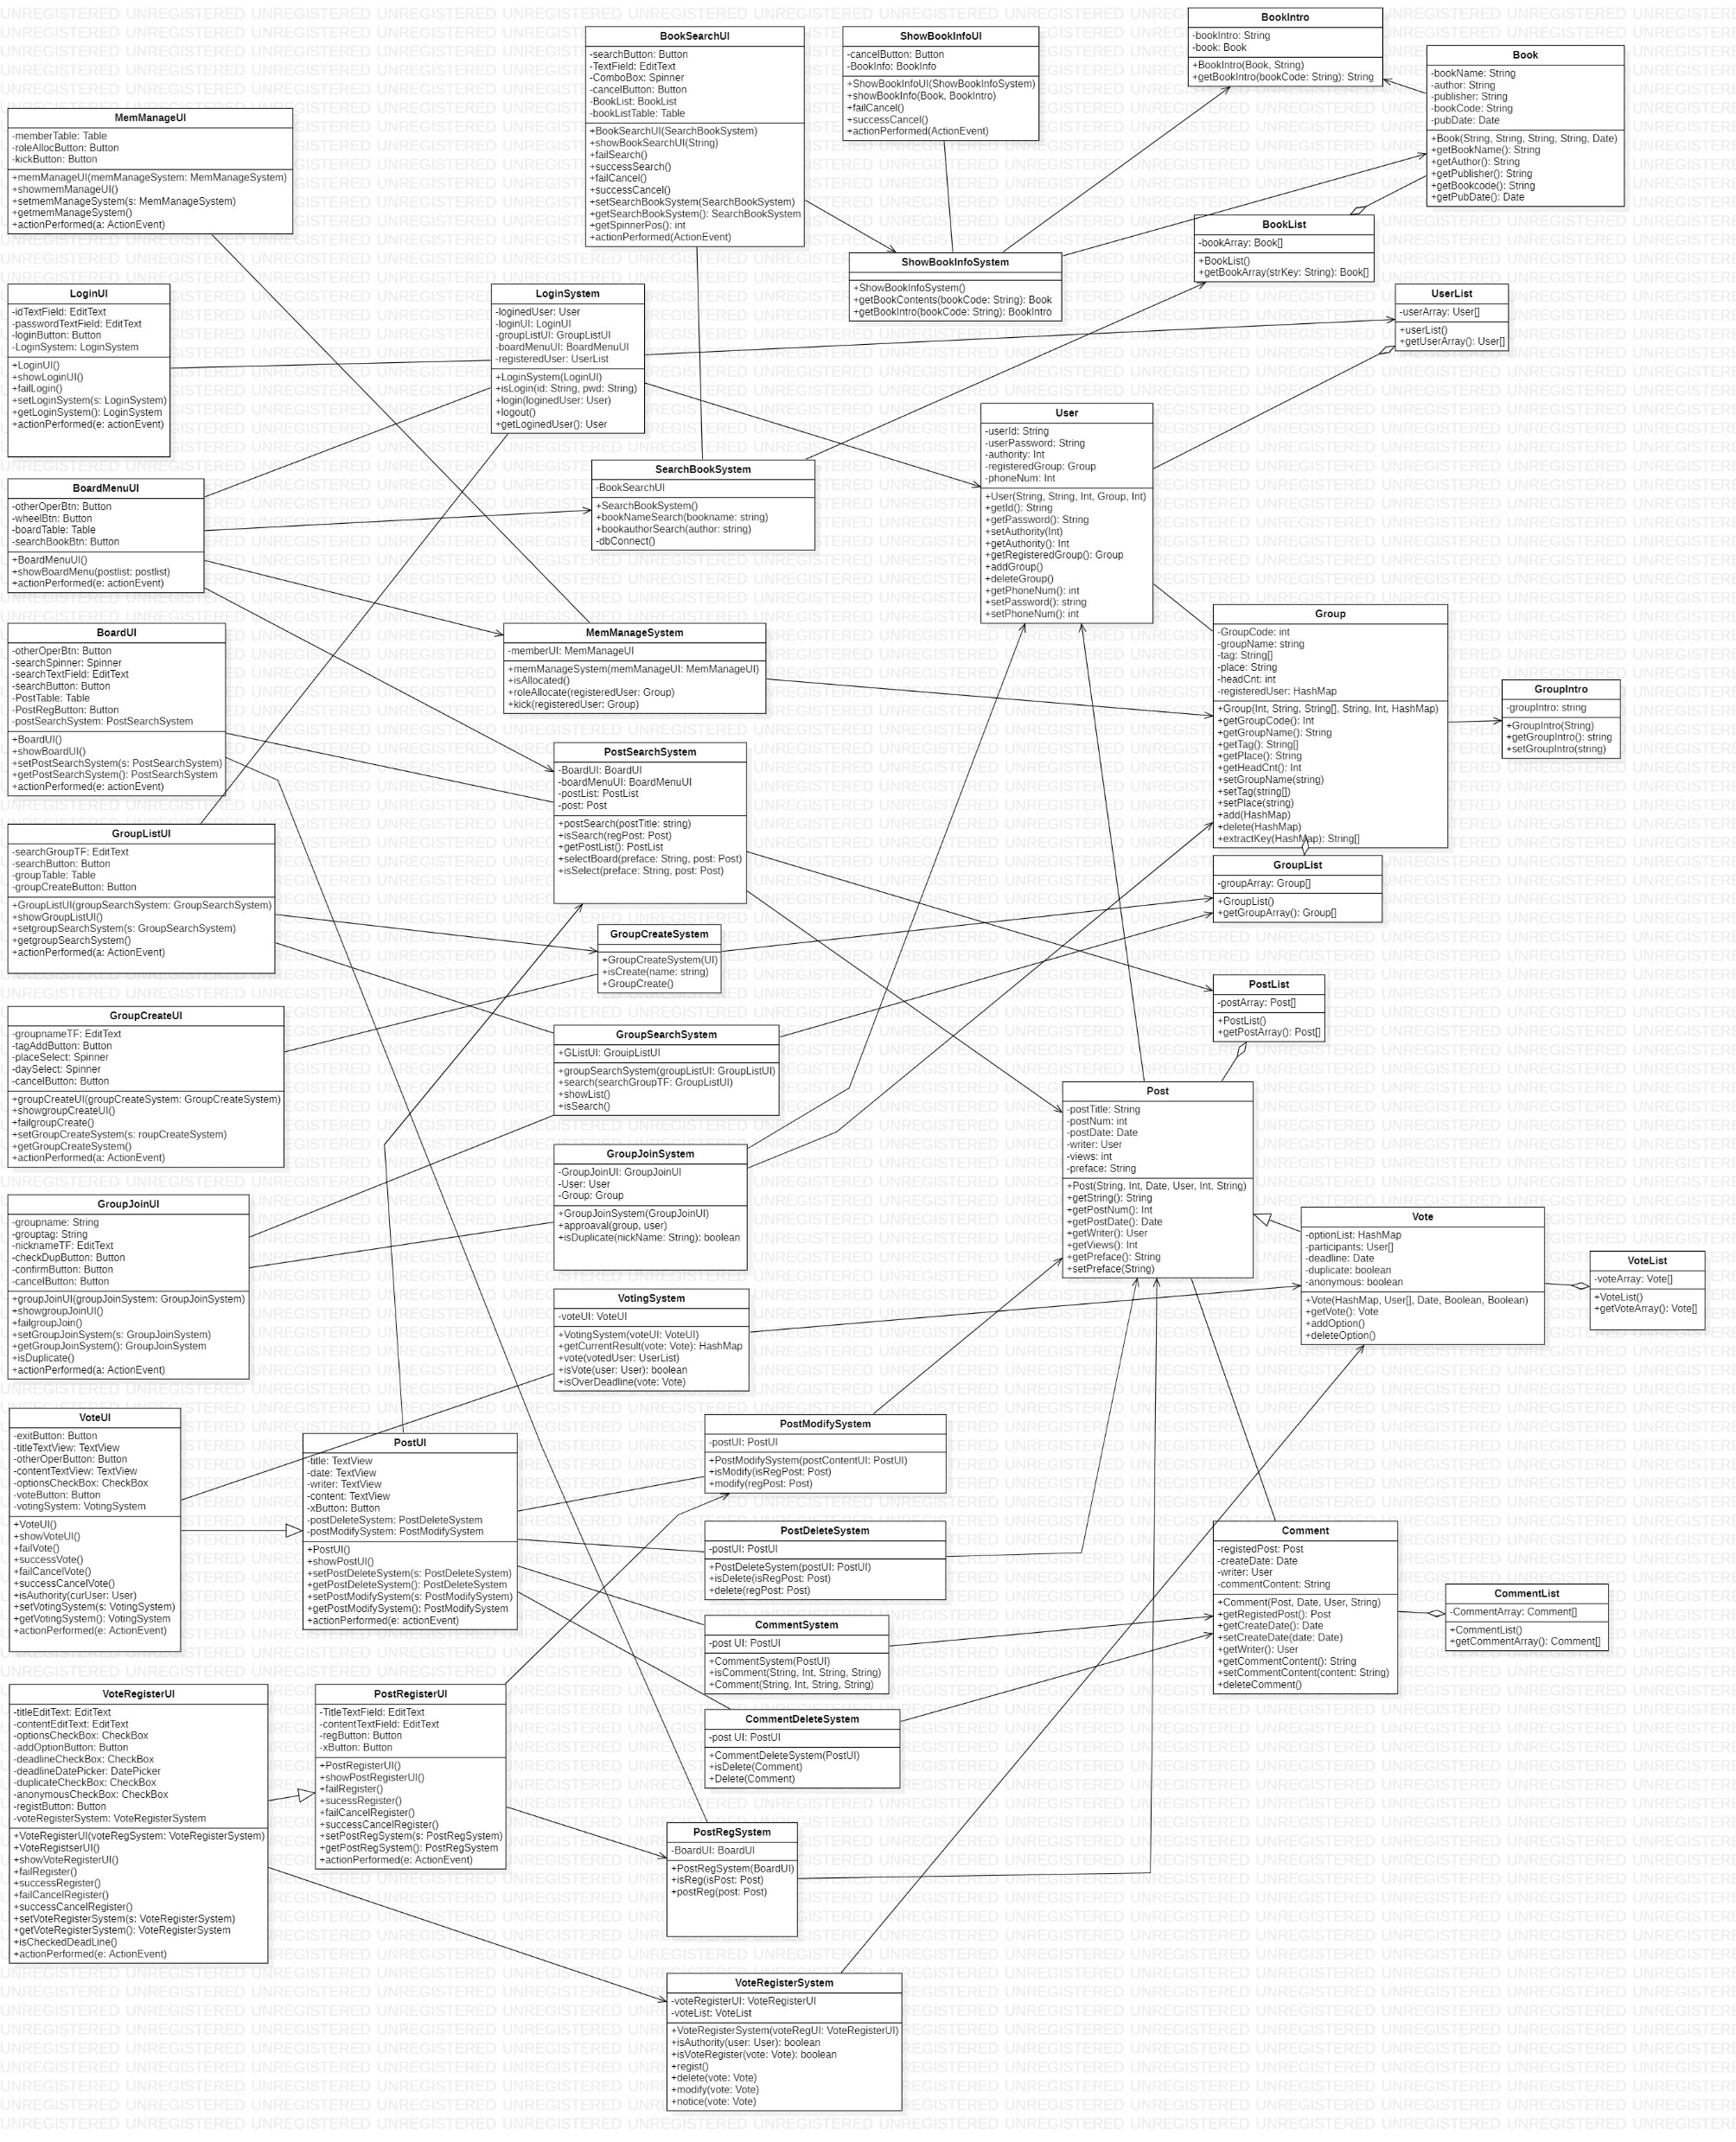 BookIntro
-bookIntro: String
-book: Book
+BookIntro(Book, String)
+getBookIntro(bookCode: String): String
BookSearchUI
-searchButton: Button
-TextField: EditText
-ComboBox: Spinner
-cancelButton: Button
-BookList: BookList
-bookListTable: Table
+BookSearchUI(SearchBookSystem)
+showBookSearchUI(String)
+failSearch()
+successSearch()
+failCancel()
+successCancel()
+setSearchBookSystem(SearchBookSystem)
+getSearchBookSystem(): SearchBookSystem
+getSpinnerPos(): int
+actionPerformed(ActionEvent)
ShowBookInfoUI
-cancelButton: Button
-BookInfo: BookInfo
+ShowBookInfoUI(ShowBookInfoSystem)
+showBookInfo(Book, BookIntro)
+failCancel()
+successCancel()
+actionPerformed(ActionEvent)
Book
-bookName: String
-author: String
-publisher: String
-bookCode: String
-pubDate: Date
+Book(String, String, String, String, Date)
+getBookName(): String
+getAuthor(): String
+getPublisher(): String
+getBookcode(): String
+getPubDate(): Date
MemManageUI
-memberTable: Table
-roleAllocButton: Button
-kickButton: Button
+memManageUI(memManageSystem: MemManageSystem)
+showmemManageUI()
+setmemManageSystem(s: MemManageSystem)
+getmemManageSystem()
+actionPerformed(a: ActionEvent)
BookList
-bookArray: Book[]
+BookList()
+getBookArray(strKey: String): Book[]
ShowBookInfoSystem
+ShowBookInfoSystem()
+getBookContents(bookCode: String): Book
+getBookIntro(bookCode: String): BookIntro
LoginUI
-idTextField: EditText
-passwordTextField: EditText
-loginButton: Button
-LoginSystem: LoginSystem
+LoginUI()
+showLoginUI()
+failLogin()
+setLoginSystem(s: LoginSystem)
+getLoginSystem(): LoginSystem
+actionPerformed(e: actionEvent)
LoginSystem
-loginedUser: User
-loginUI: LoginUI
-groupListUI: GroupListUI
-boardMenuUI: BoardMenuUI
-registeredUser: UserList
+LoginSystem(LoginUI)
+isLogin(id: String, pwd: String)
+login(loginedUser: User)
+logout()
+getLoginedUser(): User
UserList
-userArray: User[]
+userList()
+getUserArray(): User[]
User
-userId: String
-userPassword: String
-authority: Int
-registeredGroup: Group
-phoneNum: Int
+User(String, String, Int, Group, Int)
+getId(): String
+getPassword(): String
+setAuthority(Int)
+getAuthority(): Int
+getRegisteredGroup(): Group
+addGroup()
+deleteGroup()
+getPhoneNum(): int
+setPassword(): string
+setPhoneNum(): int
SearchBookSystem
-BookSearchUI
+SearchBookSystem()
+bookNameSearch(bookname: string)
+bookauthorSearch(author: string)
-dbConnect()
BoardMenuUI
-otherOperBtn: Button
-wheelBtn: Button
-boardTable: Table
-searchBookBtn: Button
+BoardMenuUI()
+showBoardMenu(postlist: postlist)
+actionPerformed(e: actionEvent)
BoardUI
-otherOperBtn: Button
-searchSpinner: Spinner
-searchTextField: EditText
-searchButton: Button
-PostTable: Table
-PostRegButton: Button
-postSearchSystem: PostSearchSystem
+BoardUI()
+showBoardUI()
+setPostSearchSystem(s: PostSearchSystem)
+getPostSearchSystem(): PostSearchSystem
+actionPerformed(e: actionEvent)
MemManageSystem
-memberUI: MemManageUI
+memManageSystem(memManageUI: MemManageUI)
+isAllocated()
+roleAllocate(registeredUser: Group)
+kick(registeredUser: Group)
Group
-GroupCode: int
-groupName: string
-tag: String[]
-place: String
-headCnt: int
-registeredUser: HashMap
+Group(Int, String, String[], String, Int, HashMap)
+getGroupCode(): Int
+getGroupName(): String
+getTag(): String[]
+getPlace(): String
+getHeadCnt(): Int
+setGroupName(string)
+setTag(string[])
+setPlace(string)
+add(HashMap)
+delete(HashMap)
+extractKey(HashMap): String[]
GroupIntro
-groupIntro: string
+GroupIntro(String)
+getGroupIntro(): string
+setGroupIntro(string)
PostSearchSystem
-BoardUI: BoardUI
-boardMenuUI: BoardMenuUI
-postList: PostList
-post: Post
+postSearch(postTitle: string)
+isSearch(regPost: Post)
+getPostList(): PostList
+selectBoard(preface: String, post: Post)
+isSelect(preface: String, post: Post)
GroupListUI
-searchGroupTF: EditText
-searchButton: Button
-groupTable: Table
-groupCreateButton: Button
+GroupListUI(groupSearchSystem: GroupSearchSystem)
+showGroupListUI()
+setgroupSearchSystem(s: GroupSearchSystem)
+getgroupSearchSystem()
+actionPerformed(a: ActionEvent)
GroupList
-groupArray: Group[]
+GroupList()
+getGroupArray(): Group[]
GroupCreateSystem
+GroupCreateSystem(UI)
+isCreate(name: string)
+GroupCreate()
PostList
-postArray: Post[]
+PostList()
+getPostArray(): Post[]
GroupCreateUI
-groupnameTF: EditText
-tagAddButton: Button
-placeSelect: Spinner
-daySelect: Spinner
-cancelButton: Button
+groupCreateUI(groupCreateSystem: GroupCreateSystem)
+showgroupCreateUI()
+failgroupCreate()
+setGroupCreateSystem(s: roupCreateSystem)
+getGroupCreateSystem()
+actionPerformed(a: ActionEvent)
GroupSearchSystem
+GListUI: GrouipListUI
+groupSearchSystem(groupListUI: GroupListUI)
+search(searchGroupTF: GroupListUI)
+showList()
+isSearch()
Post
-postTitle: String
-postNum: int
-postDate: Date
-writer: User
-views: int
-preface: String
+Post(String, Int, Date, User, Int, String)
+getString(): String
+getPostNum(): Int
+getPostDate(): Date
+getWriter(): User
+getViews(): Int
+getPreface(): String
+setPreface(String)
GroupJoinSystem
-GroupJoinUI: GroupJoinUI
-User: User
-Group: Group
+GroupJoinSystem(GroupJoinUI)
+approaval(group, user)
+isDuplicate(nickName: String): boolean
GroupJoinUI
-groupname: String
-grouptag: String
-nicknameTF: EditText
-checkDupButton: Button
-confirmButton: Button
-cancelButton: Button
+groupJoinUI(groupJoinSystem: GroupJoinSystem)
+showgroupJoinUI()
+failgroupJoin()
+setGroupJoinSystem(s: GroupJoinSystem)
+getGroupJoinSystem(): GroupJoinSystem
+isDuplicate()
+actionPerformed(a: ActionEvent)
Vote
-optionList: HashMap
-participants: User[]
-deadline: Date
-duplicate: boolean
-anonymous: boolean
+Vote(HashMap, User[], Date, Boolean, Boolean)
+getVote(): Vote
+addOption()
+deleteOption()
VoteList
-voteArray: Vote[]
+VoteList()
+getVoteArray(): Vote[]
VotingSystem
-voteUI: VoteUI
+VotingSystem(voteUI: VoteUI)
+getCurrentResult(vote: Vote): HashMap
+vote(votedUser: UserList)
+isVote(user: User): boolean
+isOverDeadline(vote: Vote)
VoteUI
-exitButton: Button
-titleTextView: TextView
-otherOperButton: Button
-contentTextView: TextView
-optionsCheckBox: CheckBox
-voteButton: Button
-votingSystem: VotingSystem
+VoteUI()
+showVoteUI()
+failVote()
+successVote()
+failCancelVote()
+successCancelVote()
+isAuthority(curUser: User)
+setVotingSystem(s: VotingSystem)
+getVotingSystem(): VotingSystem
+actionPerformed(e: ActionEvent)
PostUI
-title: TextView
-date: TextView
-writer: TextView
-content: TextView
-xButton: Button
-postDeleteSystem: PostDeleteSystem
-postModifySystem: PostModifySystem
+PostUI()
+showPostUI()
+setPostDeleteSystem(s: PostDeleteSystem)
+getPostDeleteSystem(): PostDeleteSystem
+setPostModifySystem(s: PostModifySystem)
+getPostModifySystem(): PostModifySystem
+actionPerformed(e: actionEvent)
PostModifySystem
-postUI: PostUI
+PostModifySystem(postContentUI: PostUI)
+isModify(isRegPost: Post)
+modify(regPost: Post)
PostDeleteSystem
-postUI: PostUI
+PostDeleteSystem(postUI: PostUI)
+isDelete(isRegPost: Post)
+delete(regPost: Post)
Comment
-registedPost: Post
-createDate: Date
-writer: User
-commentContent: String
+Comment(Post, Date, User, String)
+getRegistedPost(): Post
+getCreateDate(): Date
+setCreateDate(date: Date)
+getWriter(): User
+getCommentContent(): String
+setCommentContent(content: String)
+deleteComment()
CommentList
-CommentArray: Comment[]
+CommentList()
+getCommentArray(): Comment[]
CommentSystem
-post UI: PostUI
+CommentSystem(PostUI)
+isComment(String, Int, String, String)
+Comment(String, Int, String, String)
CommentDeleteSystem
-post UI: PostUI
+CommentDeleteSystem(PostUI)
+isDelete(Comment)
+Delete(Comment)
VoteRegisterUI
-titleEditText: EditText
-contentEditText: EditText
-optionsCheckBox: CheckBox
-addOptionButton: Button
-deadlineCheckBox: CheckBox
-deadlineDatePicker: DatePicker
-duplicateCheckBox: CheckBox
-anonymousCheckBox: CheckBox
-registButton: Button
-voteRegisterSystem: VoteRegisterSystem
+VoteRegisterUI(voteRegSystem: VoteRegisterSystem)
+VoteRegistserUI()
+showVoteRegisterUI()
+failRegister()
+successRegister()
+failCancelRegister()
+successCancelRegister()
+setVoteRegisterSystem(s: VoteRegisterSystem)
+getVoteRegisterSystem(): VoteRegisterSystem
+isCheckedDeadLine()
+actionPerformed(e: ActionEvent)
PostRegisterUI
-TitleTextField: EditText
-contentTextField: EditText
-regButton: Button
-xButton: Button
+PostRegisterUI()
+showPostRegisterUI()
+failRegister()
+sucessRegister()
+failCancelRegister()
+successCancelRegister()
+setPostRegSystem(s: PostRegSystem)
+getPostRegSystem(): PostRegSystem
+actionPerformed(e: ActionEvent)
PostRegSystem
-BoardUI: BoardUI
+PostRegSystem(BoardUI)
+isReg(isPost: Post)
+postReg(post: Post)
VoteRegisterSystem
-voteRegisterUI: VoteRegisterUI
-voteList: VoteList
+VoteRegisterSystem(voteRegUI: VoteRegisterUI)
+isAuthority(user: User): boolean
+isVoteRegister(vote: Vote): boolean
+regist()
+delete(vote: Vote)
+modify(vote: Vote)
+notice(vote: Vote)